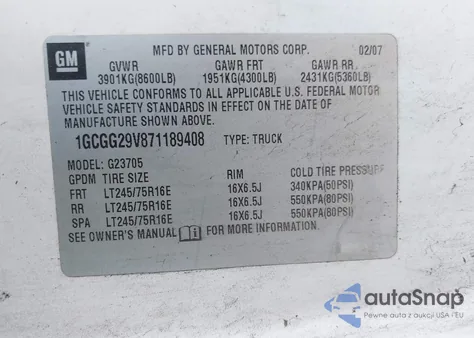 GM
MFD BY GENERAL MOTORS CORP. 02/07
GVWR GAWR FRT GAWR RR
3901KG(8600LB) 1951KG(4300LB) 2431KG(5360LB)
THIS VEHICLE CONFORMS TO ALL APPLICABLE U.S. FEDERAL MOTOR
VEHICLE SAFETY STANDARDS IN EFFECT ON THE DATE OF
MANUFACTURE SHOWN ABOVE.
1GCGG29V871189408 TYPE: TRUCK
MODEL: G23705
GPDM TIRE SIZE RIM COLD TIRE PRESSURE
FRT LT245/75R16E 16X6.5J 340KPA(50PSI)
RR LT245/75R16E 16X6.5J 550KPA(80PSI)
SPA LT245/75R16E 16X6.5J 550KPA(80PSI)
SEE OWNER'S MANUAL FOR MORE INFORMATION.
autoSnap
Pewne auta z aukcji USA i EU